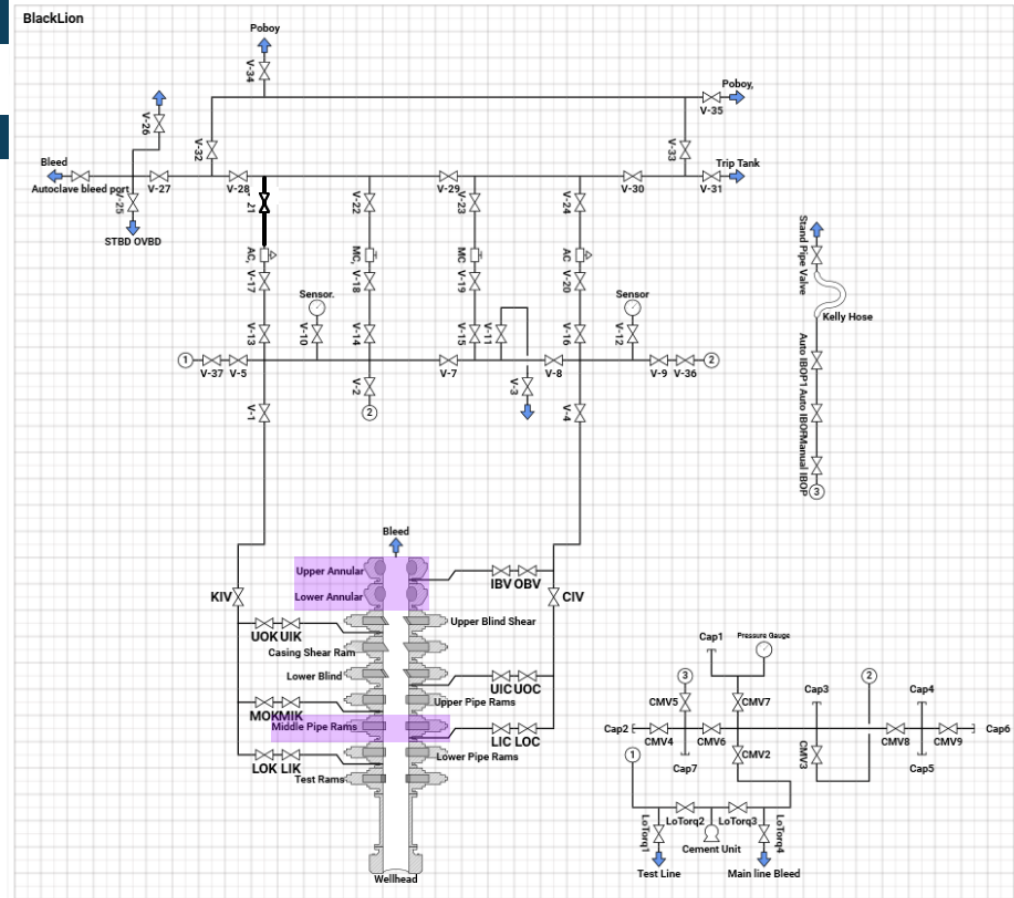 BlackLion
Poboy
V-34
Poboy,
V-35
V-26
V-32
V-33
Bleed
Trip Tank
Autoclave bleed port
V-27
V-28
V-29
V-30
V-31
V-25
21
V-22
V-23
V-24
STBD OVBD
AC, V-17
MC, V-18
MC V-19
AC V-20
Stand Pipe Valve
Kelly Hose
Sensor.
Sensor
V-13
V-10
V-14
V-15
V-11
V-16
V-12
1
V-37 V-5
V-7
V-8
V-9 V-36
2
V-1
V-2
2
V-3
V-4
Auto IBOP1
Auto IBOP
Manual IBOP
3
Bleed
Upper Annular
Lower Annular
IBV OBV
KIV
CIV
UOK UIK
Upper Blind Shear
Casing Shear Ram
Lower Blind
UIC UOC
Upper Pipe Rams
MOK MIK
Middle Pipe Rams
LIC LOC
LOK LIK
Lower Pipe Rams
Test Rams
Wellhead
Cap1
Pressure Gauge
3
2
CMV5
CMV7
Cap3
Cap4
Cap2
CMV4
CMV6
CMV8
CMV9
Cap6
1
Cap7
CMV2
CMV3
Cap5
LoTorq1
LoTorq2
LoTorq3
LoTorq4
Cement Unit
Test Line
Main line Bleed